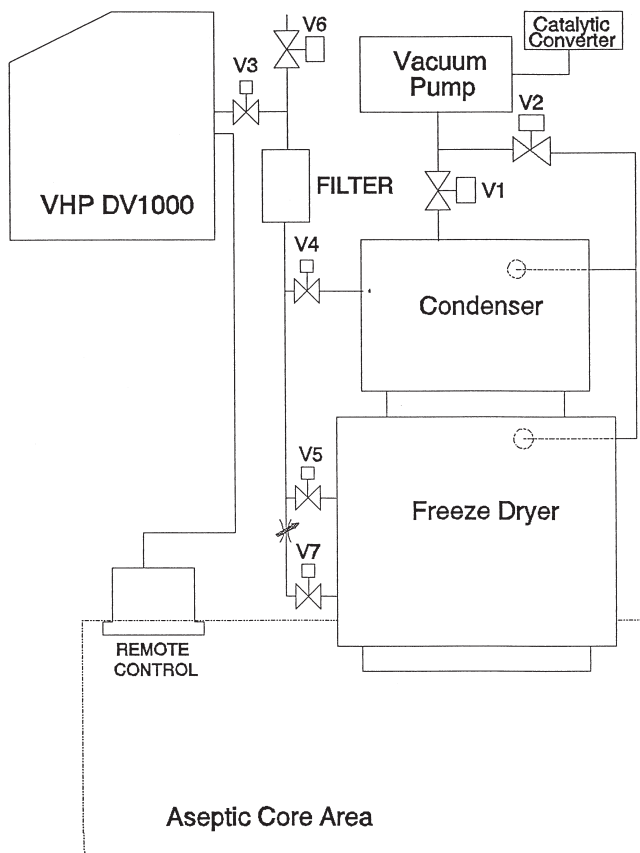 V6
Catalytic
Converter
V3
Vacuum
Pump
V2
VHP DV1000
FILTER
V1
V4
Condenser
V5
Freeze Dryer
V7
REMOTE
CONTROL
Aseptic Core Area